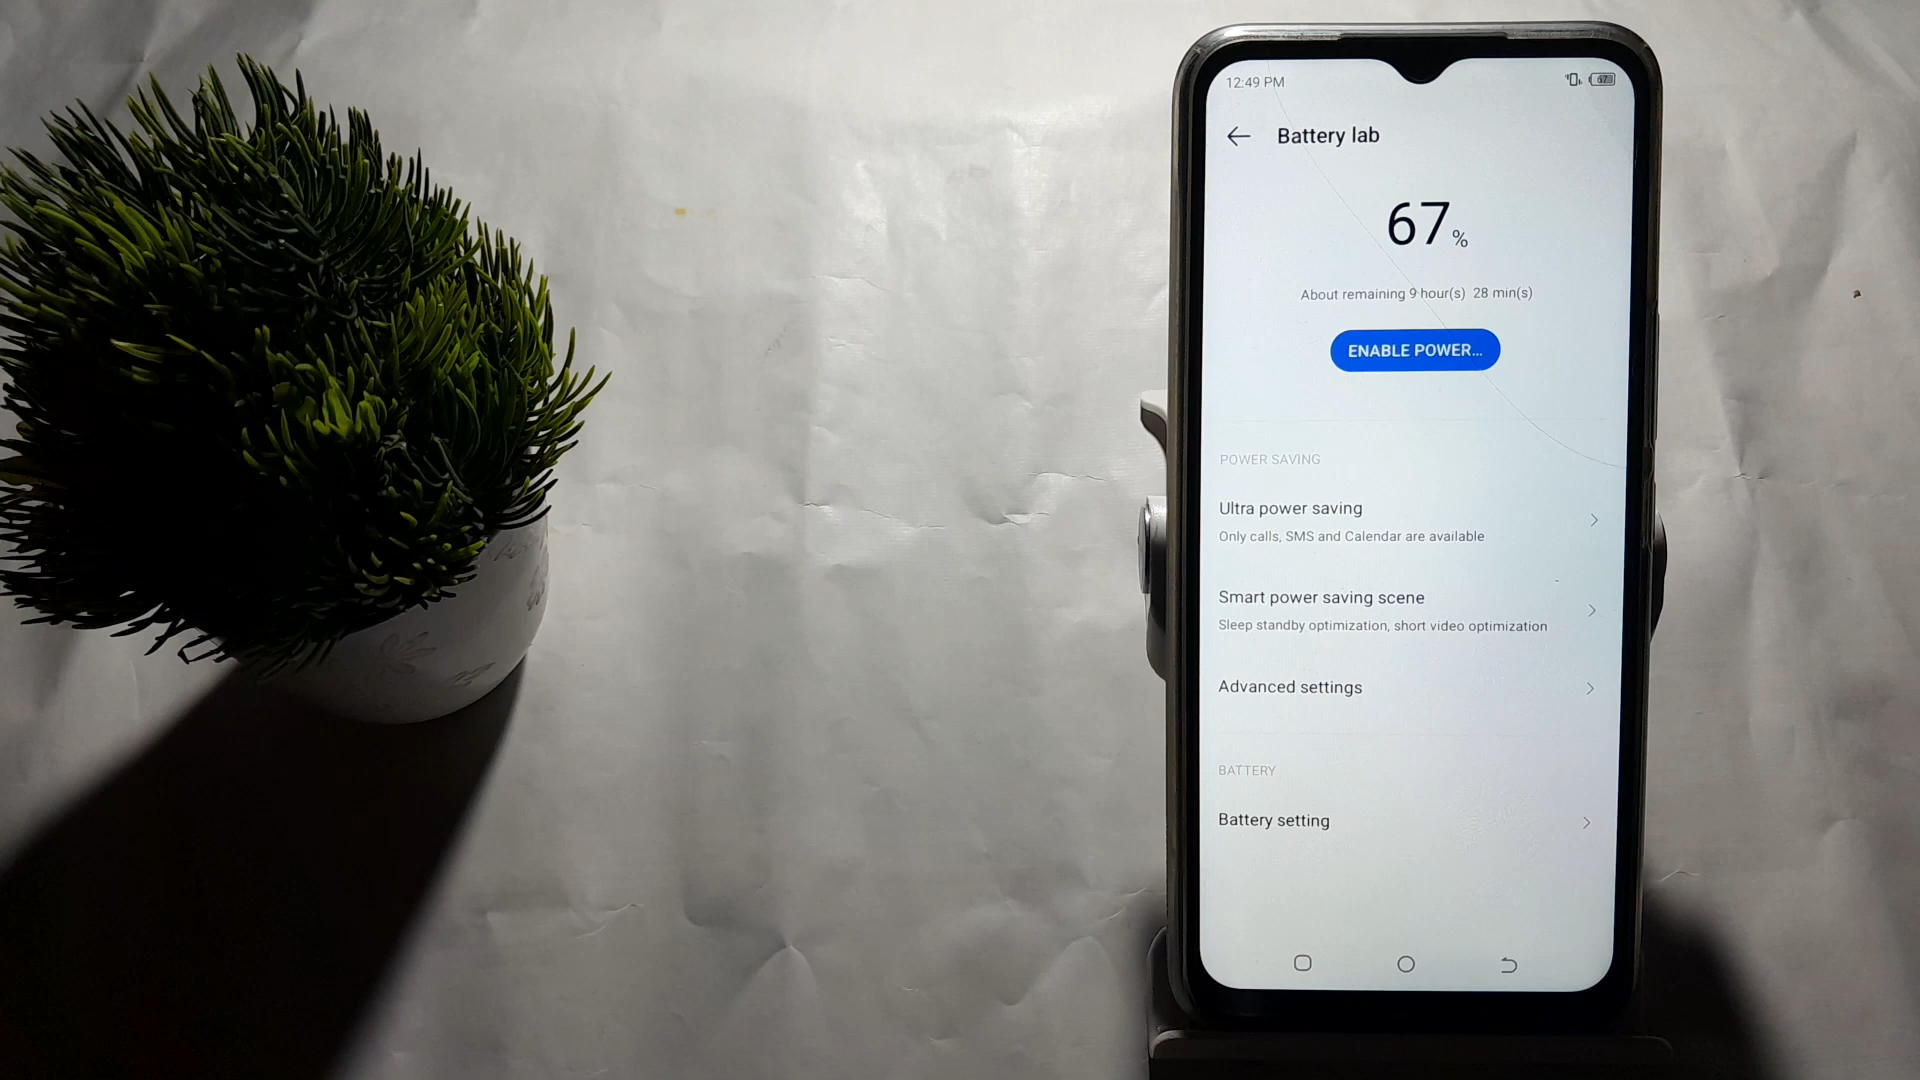 12:49 PM
67
Battery lab
67%
About remaining 9 hour(s) 28 min(s)
ENABLE POWER...
POWER SAVING
Ultra power saving
Only calls, SMS and Calendar are available
Smart power saving scene
Sleep standby optimization, short video optimization
Advanced settings
BATTERY
Battery setting